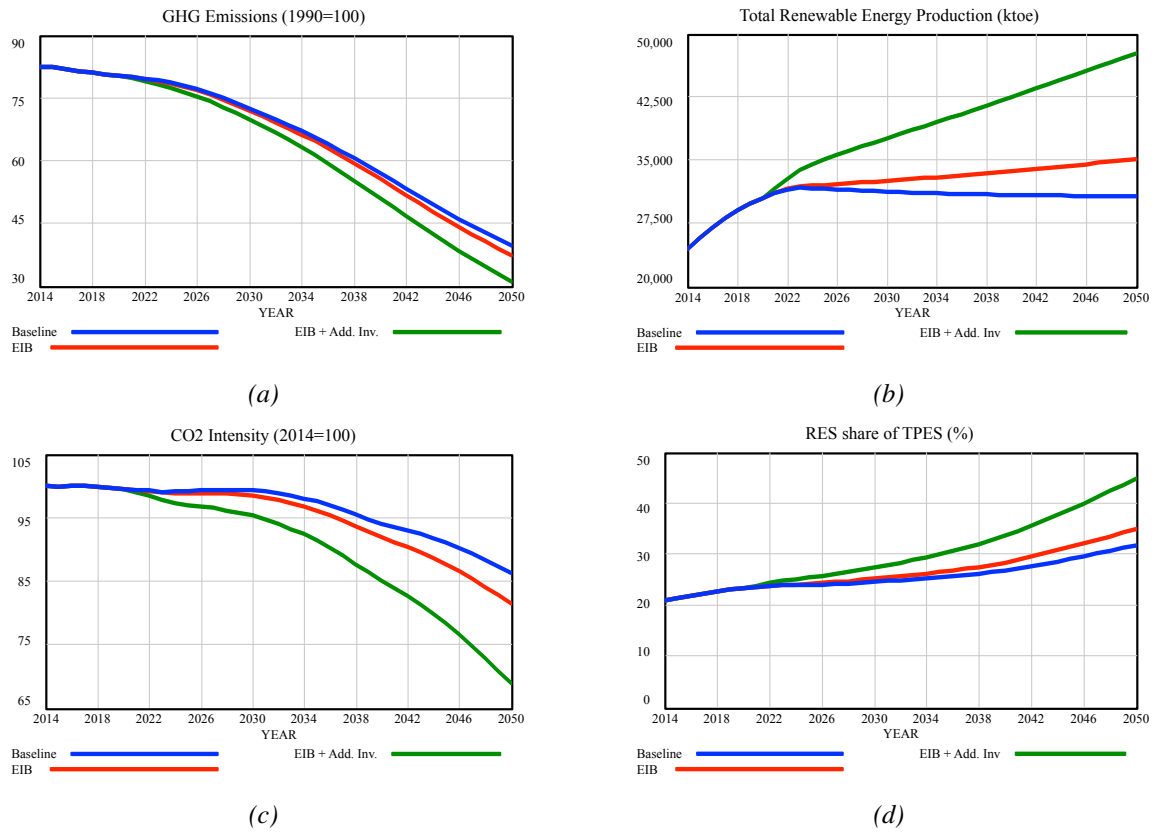 GHG Emissions (1990=100)
90
75
60
45
30
2014 2018 2022 2026 2030 2034 2038 2042 2046 2050
YEAR
Baseline EIB + Add. Inv.
EIB
(a)
Total Renewable Energy Production (ktoe)
50,000
42,500
35,000
27,500
20,000
2014 2018 2022 2026 2030 2034 2038 2042 2046 2050
YEAR
Baseline EIB + Add. Inv
EIB
(b)
CO2 Intensity (2014=100)
105
95
85
75
65
2014 2018 2022 2026 2030 2034 2038 2042 2046 2050
YEAR
Baseline EIB + Add. Inv.
EIB
(c)
RES share of TPES (%)
50
40
30
20
10
0
2014 2018 2022 2026 2030 2034 2038 2042 2046 2050
YEAR
Baseline EIB + Add. Inv
EIB
(d)